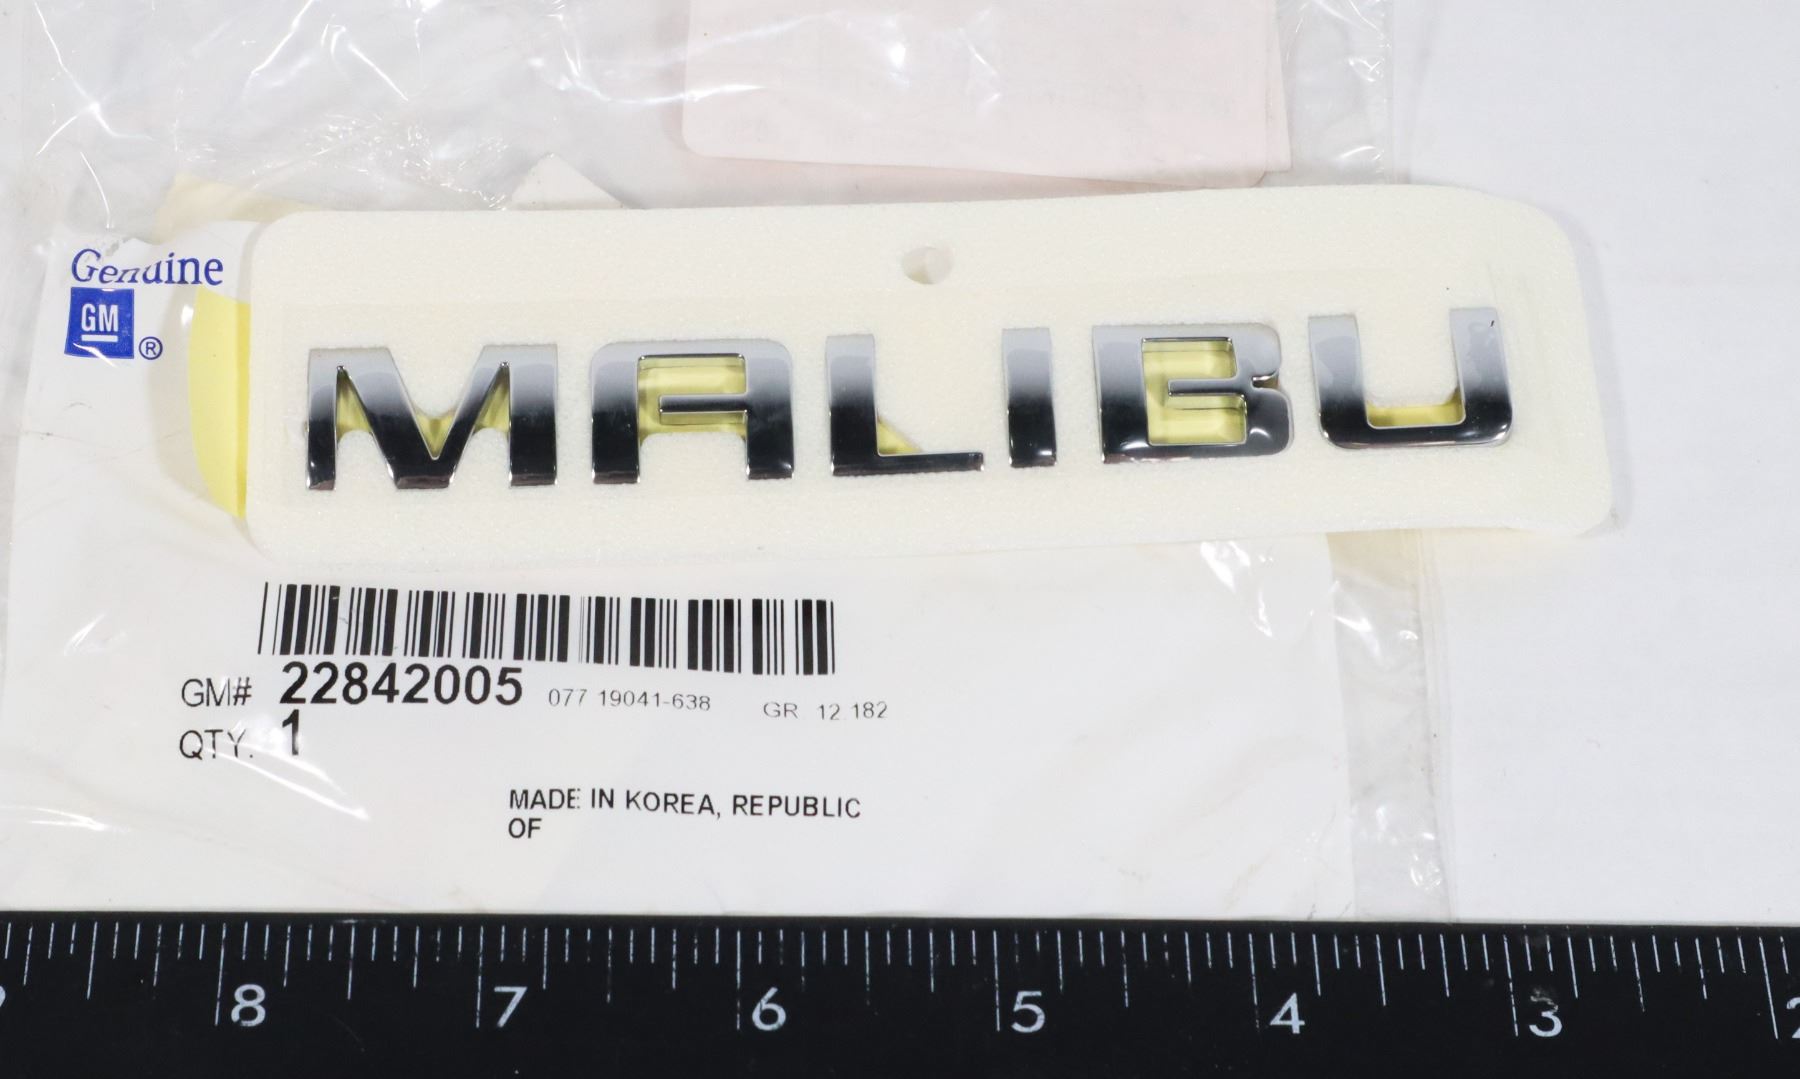 Genuine
GM
®
MALIBU
GM# 22842005 077 19041-638 GR 12.182
QTY. 1
MADE IN KOREA, REPUBLIC
OF
8 7 6 5 4 3 2